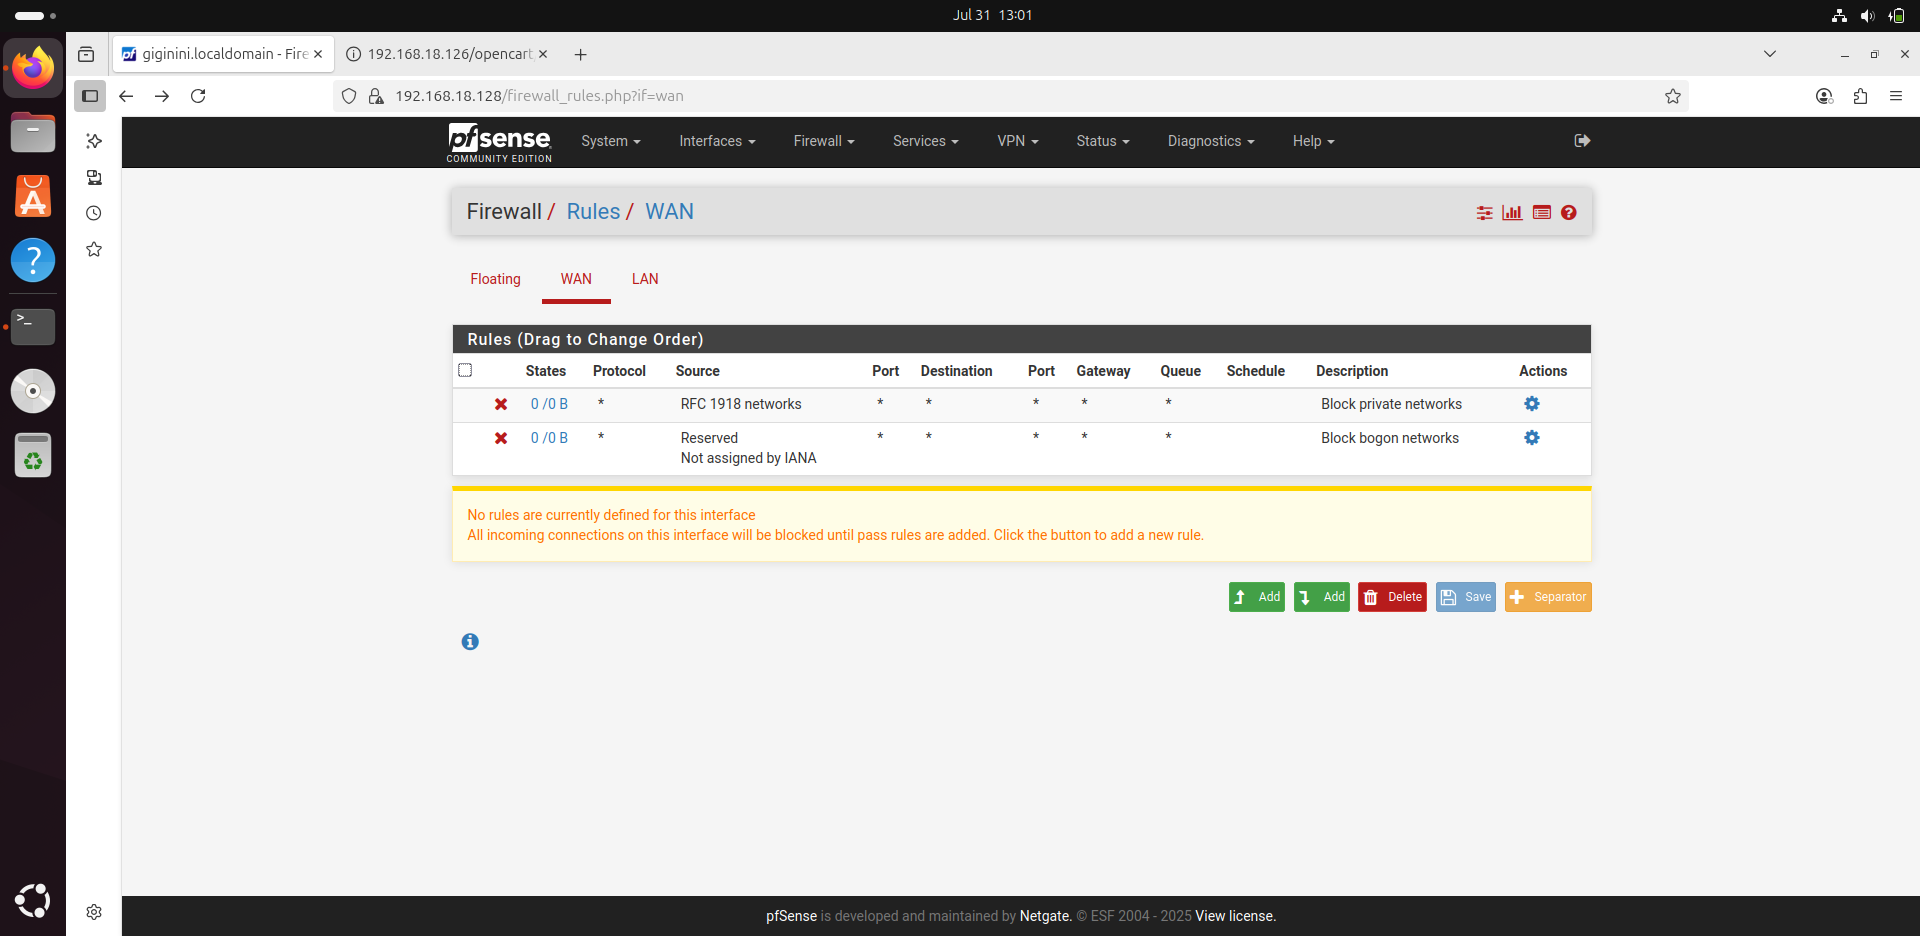 Jul 31 13:01
giginini.localdomain - Fire
192.168.18.126/opencart
192.168.18.128/firewall_rules.php?if=wan
pfsense
COMMUNITY EDITION
System
Interfaces
Firewall
Services
VPN
Status
Diagnostics
Help
Firewall / Rules / WAN
Floating
WAN
LAN
Rules (Drag to Change Order)
States Protocol Source Port Destination Port Gateway Queue Schedule Description Actions
0 /0 B * RFC 1918 networks * * * * * Block private networks
0 /0 B * Reserved * * * * * Block bogon networks
Not assigned by IANA
No rules are currently defined for this interface
All incoming connections on this interface will be blocked until pass rules are added. Click the button to add a new rule.
Add
Add
Delete
Save
Separator
pfSense is developed and maintained by Netgate. © ESF 2004 - 2025 View license.